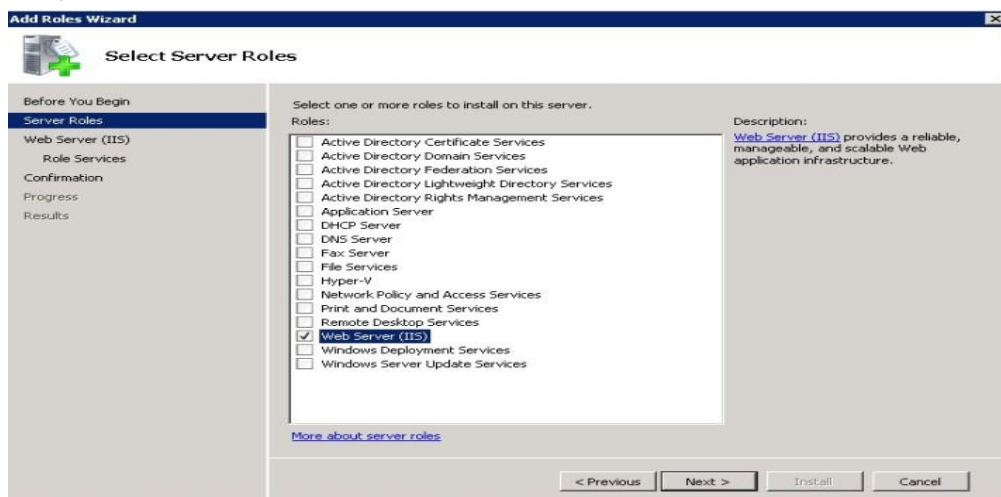 Add Roles Wizard
Select Server Roles
Before You Begin
Server Roles
Web Server (IIS)
Role Services
Confirmation
Progress
Results
Select one or more roles to install on this server.
Roles:
Active Directory Certificate Services
Active Directory Domain Services
Active Directory Federation Services
Active Directory Lightweight Directory Services
Active Directory Rights Management Services
Application Server
DHCP Server
DNS Server
Fax Server
File Services
Hyper-V
Network Policy and Access Services
Print and Document Services
Remote Desktop Services
Web Server (IIS)
Windows Deployment Services
Windows Server Update Services
More about server roles
Description:
Web Server (IIS) provides a reliable,
manageable, and scalable Web
application infrastructure.
< Previous
Next >
Install
Cancel